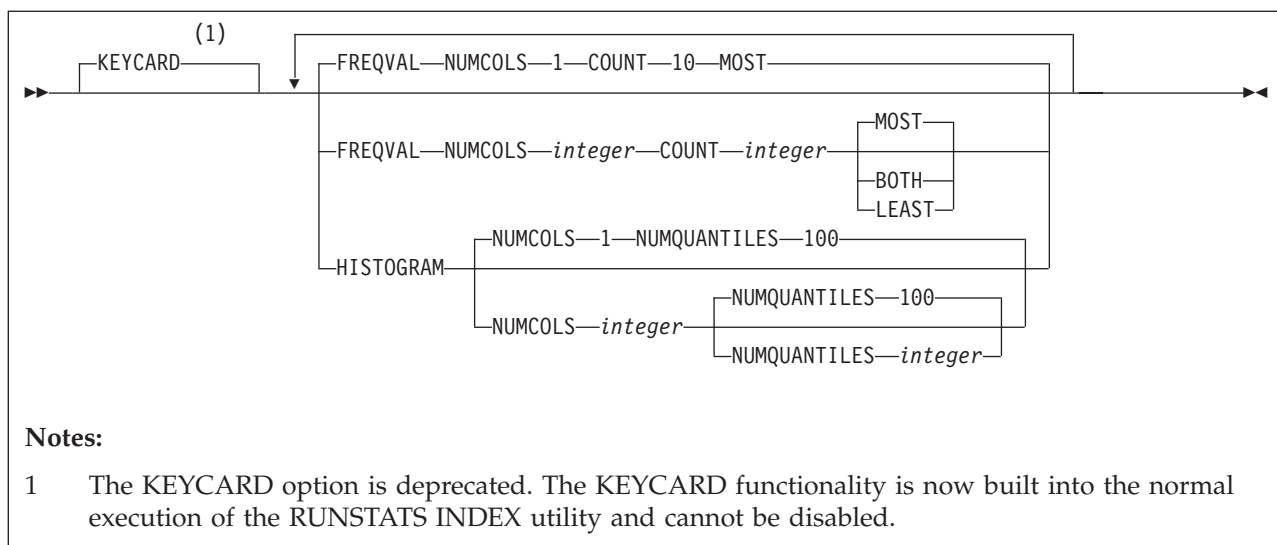 (1)
KEYCARD
FREQVAL NUMCOLS 1 COUNT 10 MOST
MOST
FREQVAL NUMCOLS integer COUNT integer
BOTH
LEAST
NUMCOLS 1 NUMQUANTILES 100
HISTOGRAM
NUMQUANTILES 100
NUMCOLS integer
NUMQUANTILES integer
Notes:
1 The KEYCARD option is deprecated. The KEYCARD functionality is now built into the normal
execution of the RUNSTATS INDEX utility and cannot be disabled.